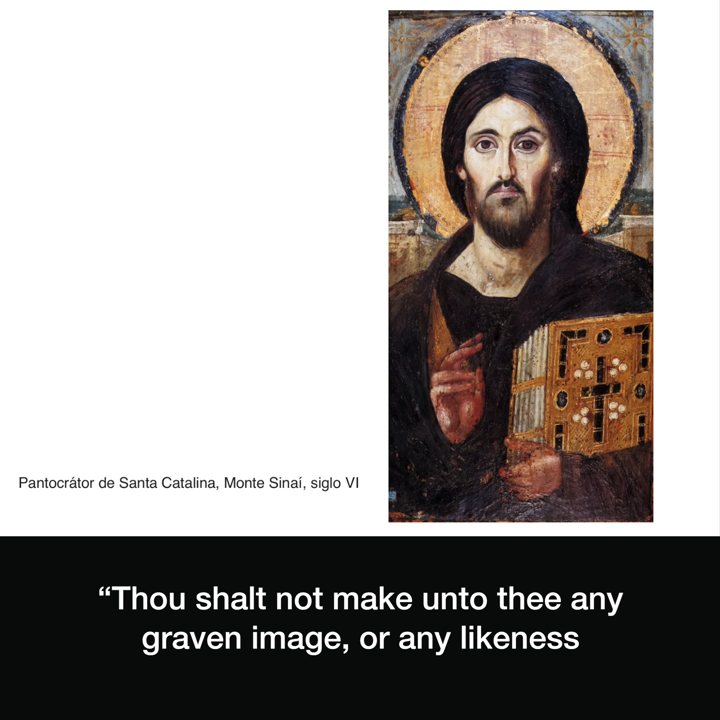 Pantocrátor de Santa Catalina, Monte Sinaí, siglo VI
“Thou shalt not make unto thee any
graven image, or any likeness